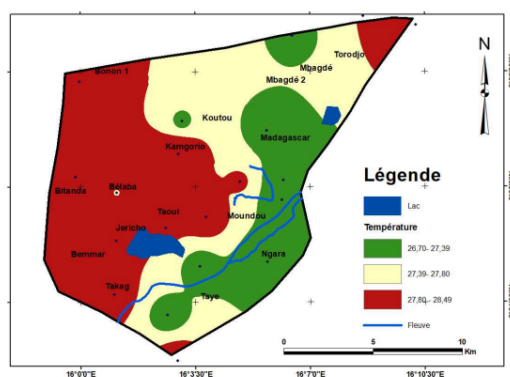 Torodjo
Mbagdé
Mbagdé 2
Bonon 1
Koutou
Madagascar
Kamgorio
Bitanda
Bélaba
Taoui
Moundou
Jericho
Bemmar
Ngara
Takag
Taye
N
Légende
Lac
Température
26,70- 27,39
27,39- 27,80
27,80 - 28,49
Fleuve
0 5 10
Km
16°0'0"E 16°3'30"E 16°7'0"E 16°10'30"E